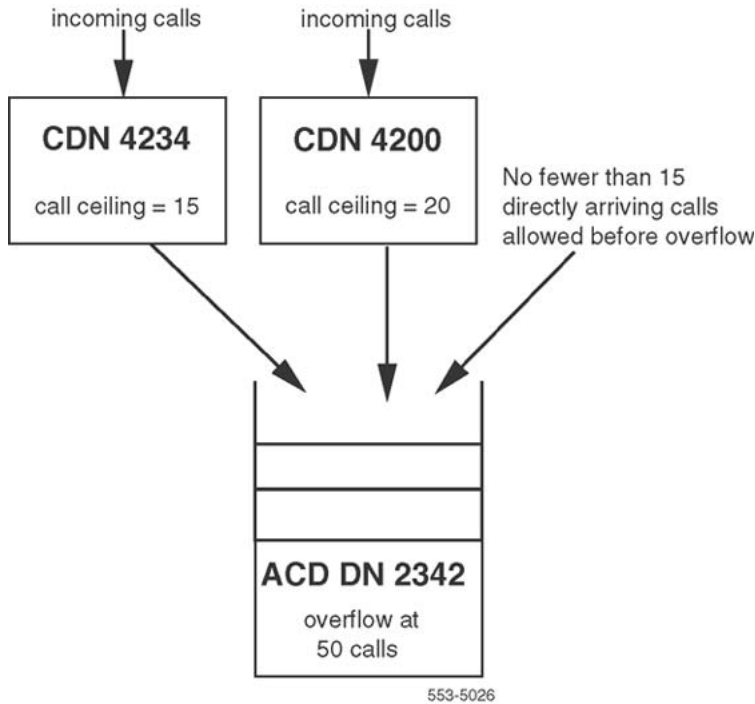 incoming calls
incoming calls
CDN 4234
call ceiling = 15
CDN 4200
call ceiling = 20
No fewer than 15
directly arriving calls
allowed before overflow
ACD DN 2342
overflow at
50 calls
553-5026